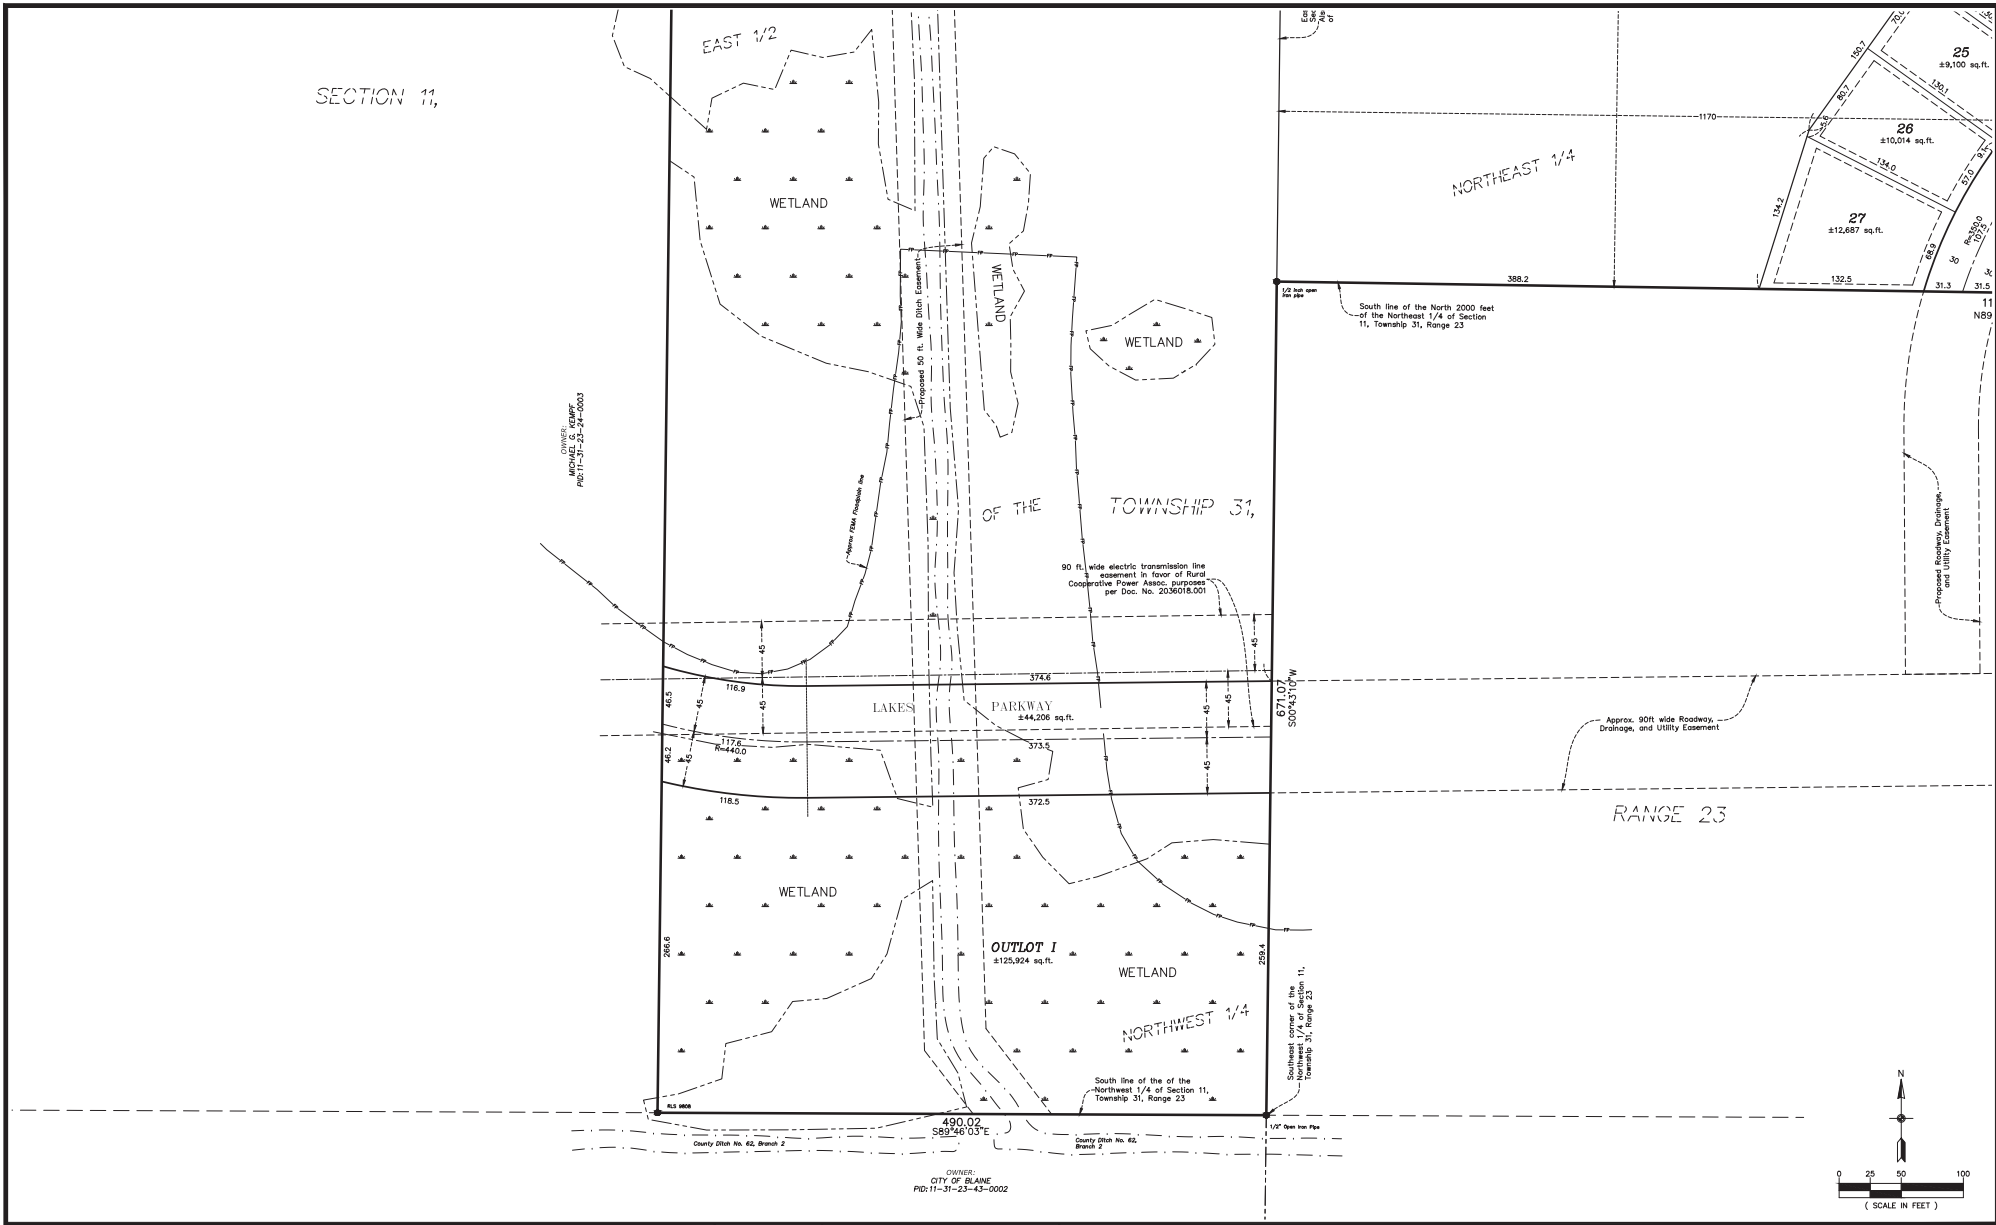 EAST 1/2
SECTION 11,
WETLAND
Proposed 50 ft. Wide Ditch Easement
WETLAND
WETLAND
1170
NORTHEAST 1/4
150.7
80.7
130.1
25
±9,100 sq.ft.
26
±10,014 sq.ft.
134.0
57.0
134.2
27
±12,687 sq.ft.
68.9
132.5
R=350.0
107.5
30
31.3
31.5
11
N89
388.2
1/2 inch open
iron pipe
South line of the North 2000 feet
of the Northeast 1/4 of Section
11, Township 31, Range 23
OWNER:
MICHAEL G. KEMPF
PID:11-31-23-24-0003
Approx FEMA Floodplain line
OF THE
TOWNSHIP 31,
90 ft. wide electric transmission line
easement in favor of Rural
Cooperative Power Assoc. purposes
per Doc. No. 2036018.001
Proposed Roadway, Drainage,
and Utility Easement
45
45
116.9
374.6
46.5
45
45
LAKES PARKWAY
±44,206 sq.ft.
45
45
671.07
S00°43'10"W
117.6
R=440.0
373.5
46.2
45
45
118.5
372.5
Approx. 90ft wide Roadway,
Drainage, and Utility Easement
RANGE 23
WETLAND
266.6
OUTLOT I
±125,924 sq.ft.
WETLAND
259.4
NORTHWEST 1/4
Southeast corner of the
Northwest 1/4 of Section 11,
Township 31, Range 23
South line of the of the
Northwest 1/4 of Section 11,
Township 31, Range 23
RLS 9808
490.02
S89°46'03"E
1/2" Open Iron Pipe
County Ditch No. 62, Branch 2
County Ditch No. 62,
Branch 2
OWNER:
CITY OF BLAINE
PID:11-31-23-43-0002
N
0 25 50 100
( SCALE IN FEET )